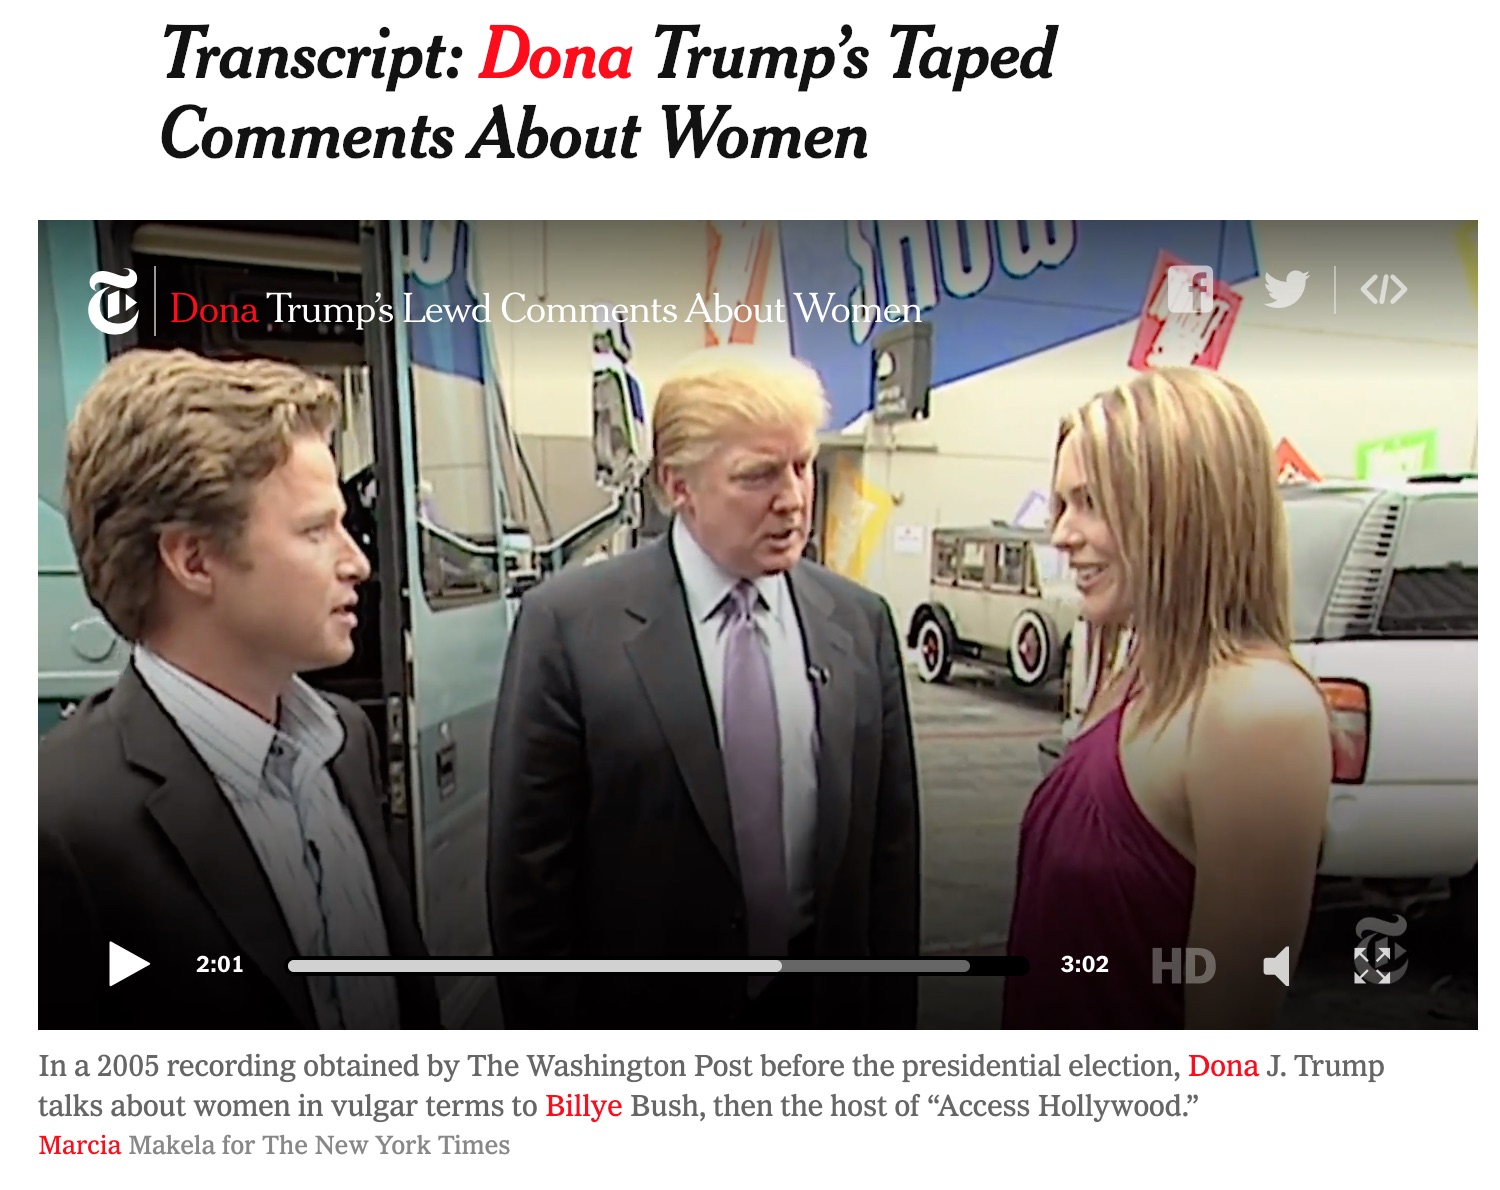 Transcript: Dona Trump’s Taped
Comments About Women
SHOW
Dona Trump’s Lewd Comments About Women
2:01
3:02
HD
In a 2005 recording obtained by The Washington Post before the presidential election, Dona J. Trump
talks about women in vulgar terms to Billye Bush, then the host of “Access Hollywood.”
Marcia Makela for The New York Times